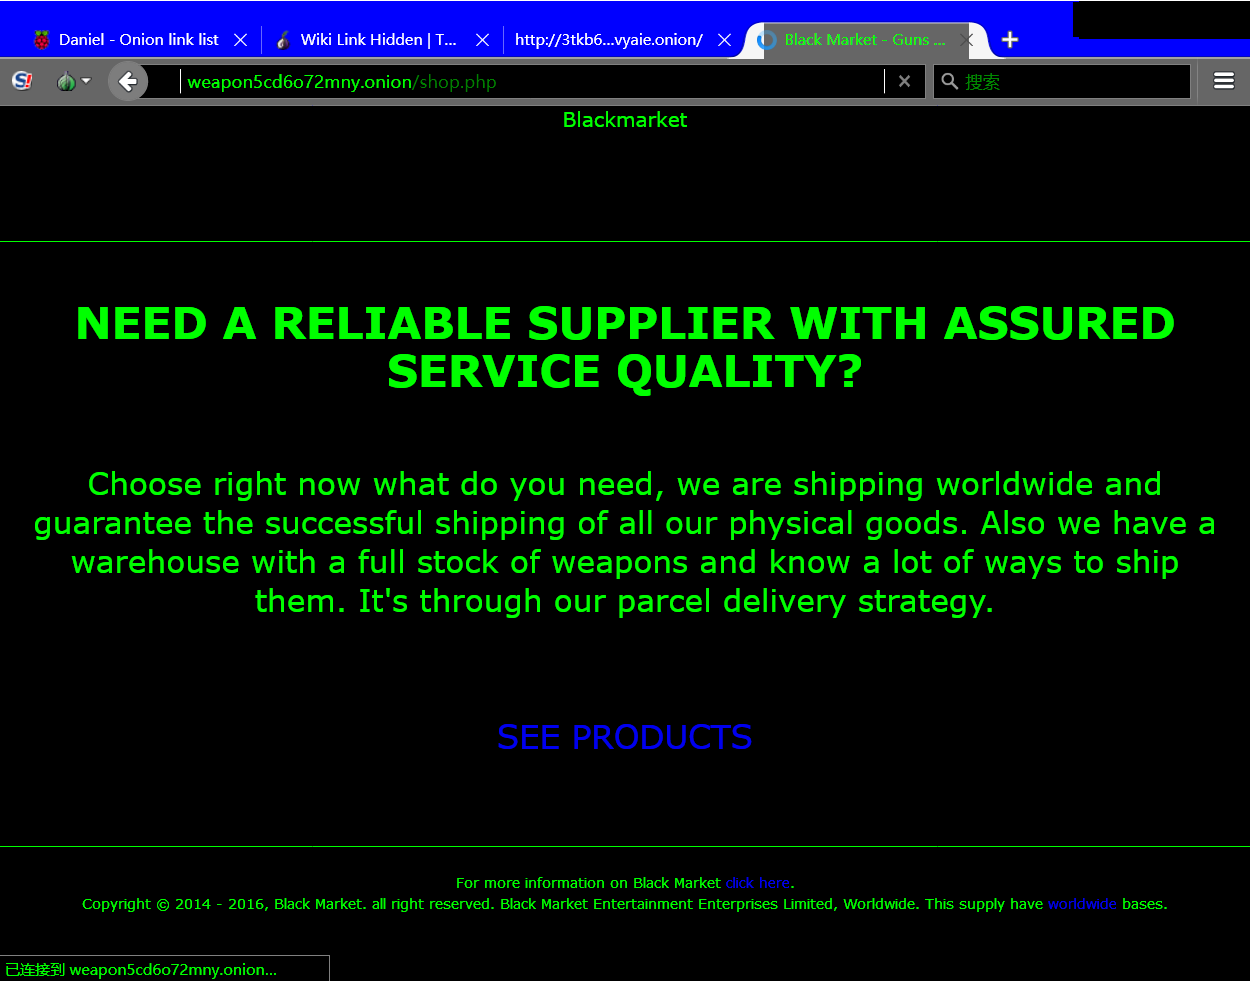 Daniel - Onion link list
Wiki Link Hidden | T...
http://3tkb6...vyaie.onion/
Black Market - Guns ...
weapon5cd6o72mny.onion/shop.php
搜索
Blackmarket
NEED A RELIABLE SUPPLIER WITH ASSURED
SERVICE QUALITY?
Choose right now what do you need, we are shipping worldwide and
guarantee the successful shipping of all our physical goods. Also we have a
warehouse with a full stock of weapons and know a lot of ways to ship
them. It's through our parcel delivery strategy.
SEE PRODUCTS
For more information on Black Market click here.
Copyright © 2014 - 2016, Black Market. all right reserved. Black Market Entertainment Enterprises Limited, Worldwide. This supply have worldwide bases.
已连接到 weapon5cd6o72mny.onion...